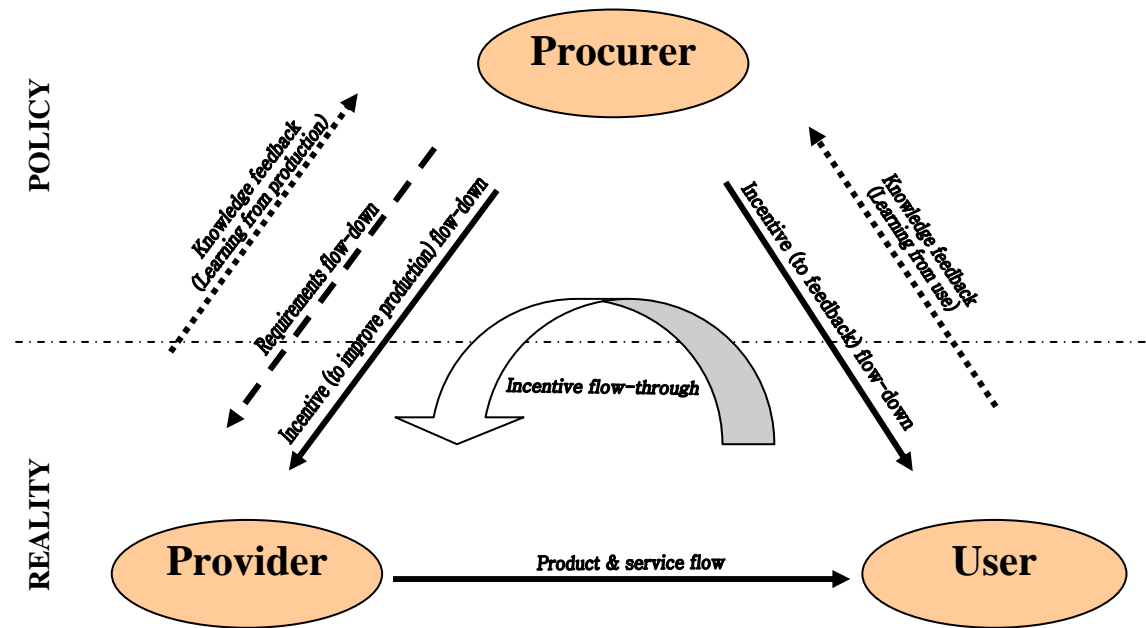 Procurer
POLICY
Knowledge feedback
(Learning from production)
Requirements flow-down
Incentive (to improve production) flow-down
Incentive (to feedback) flow-down
Knowledge feedback
(Learning from use)
Incentive flow-through
REALITY
Provider
Product & service flow
User